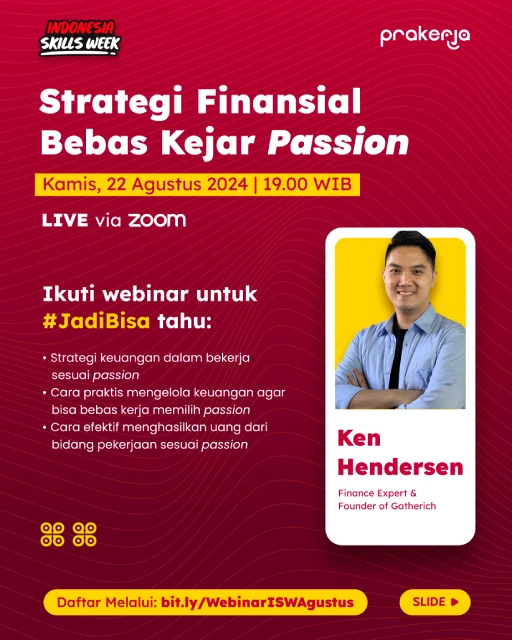 INDONESIA
SKILLS WEEK
prakerja
Strategi Finansial
Bebas Kejar Passion
Kamis, 22 Agustus 2024 | 19.00 WIB
LIVE via zoom
Ikuti webinar untuk
#JadiBisa tahu:
• Strategi keuangan dalam bekerja
sesuai passion
• Cara praktis mengelola keuangan agar
bisa bebas kerja memilih passion
• Cara efektif menghasilkan uang dari
bidang pekerjaan sesuai passion
Ken
Hendersen
Finance Expert &
Founder of Gatherich
Daftar Melalui: bit.ly/WebinarISWAgustus
SLIDE